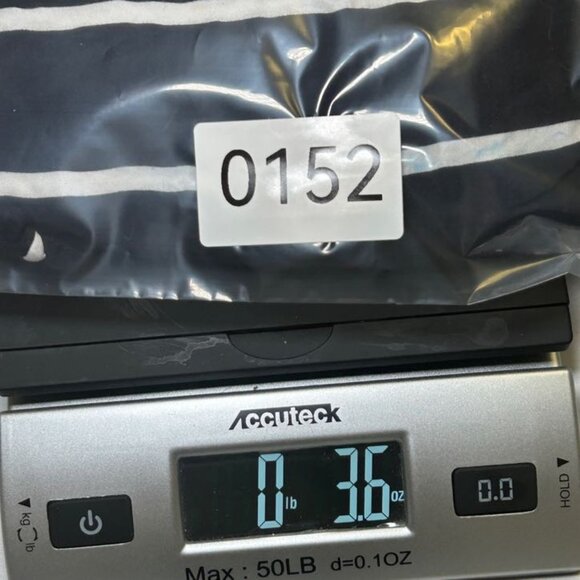 0152
Accuteck
0 lb 3.6 oz
0.0
kg lb
HOLD
Max : 50LB d=0.1OZ